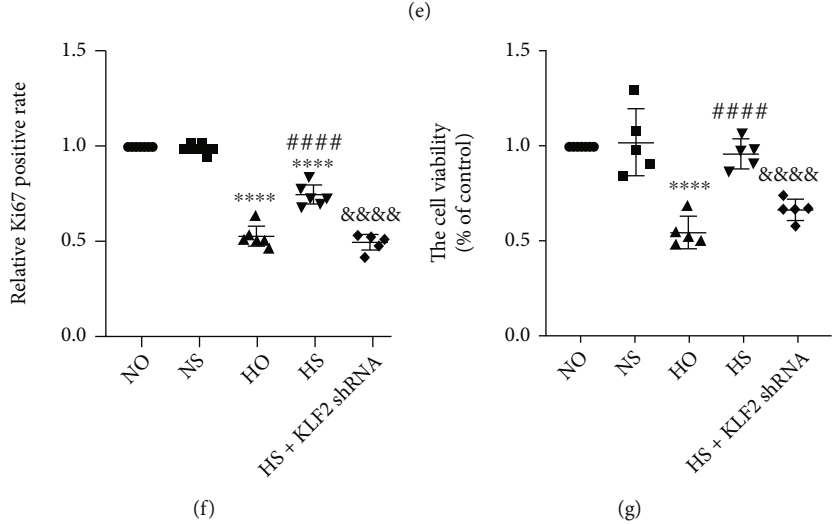 (e)
Relative Ki67 positive rate
1.5
1.0
0.5
0.0
****
####
****
&&&&
NO
NS
HO
HS
HS + KLF2 shRNA
(f)
The cell viability
(% of control)
1.5
1.0
0.5
0.0
****
####
&&&&
NO
NS
HO
HS
HS + KLF2 shRNA
(g)